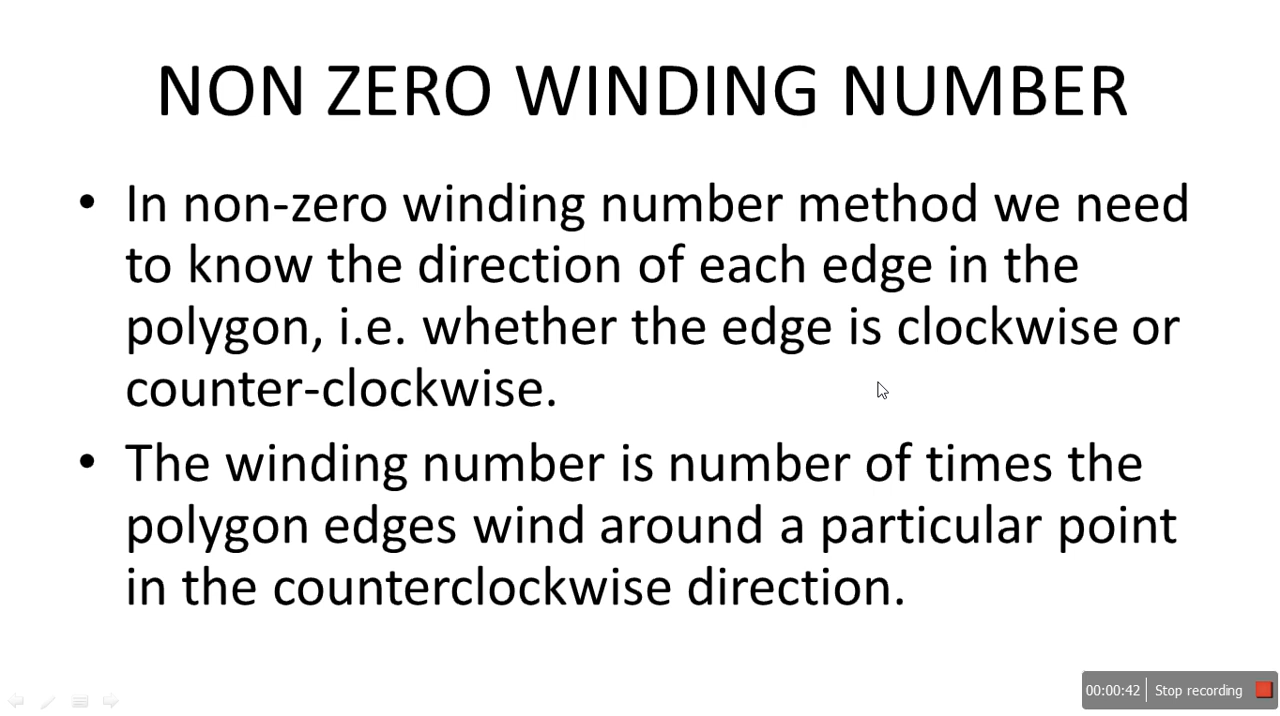 NON ZERO WINDING NUMBER
• In non-zero winding number method we need
to know the direction of each edge in the
polygon, i.e. whether the edge is clockwise or
counter-clockwise.
• The winding number is number of times the
polygon edges wind around a particular point
in the counterclockwise direction.
00:00:42 Stop recording